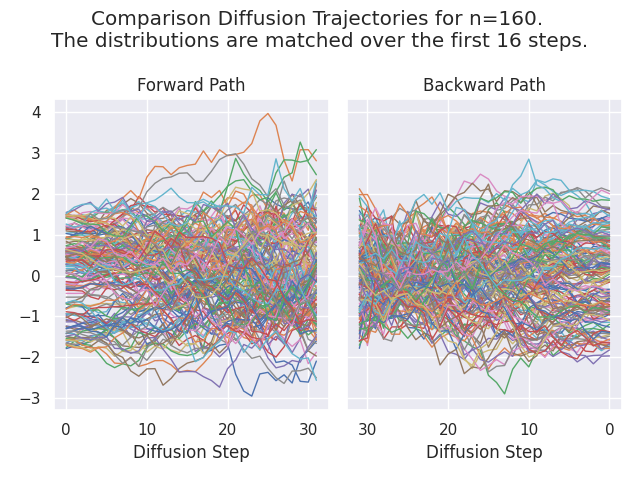 Comparison Diffusion Trajectories for n=160.
The distributions are matched over the first 16 steps.
Forward Path
Backward Path
4
3
2
1
0
−1
−2
−3
0 10 20 30
30 20 10 0
Diffusion Step
Diffusion Step